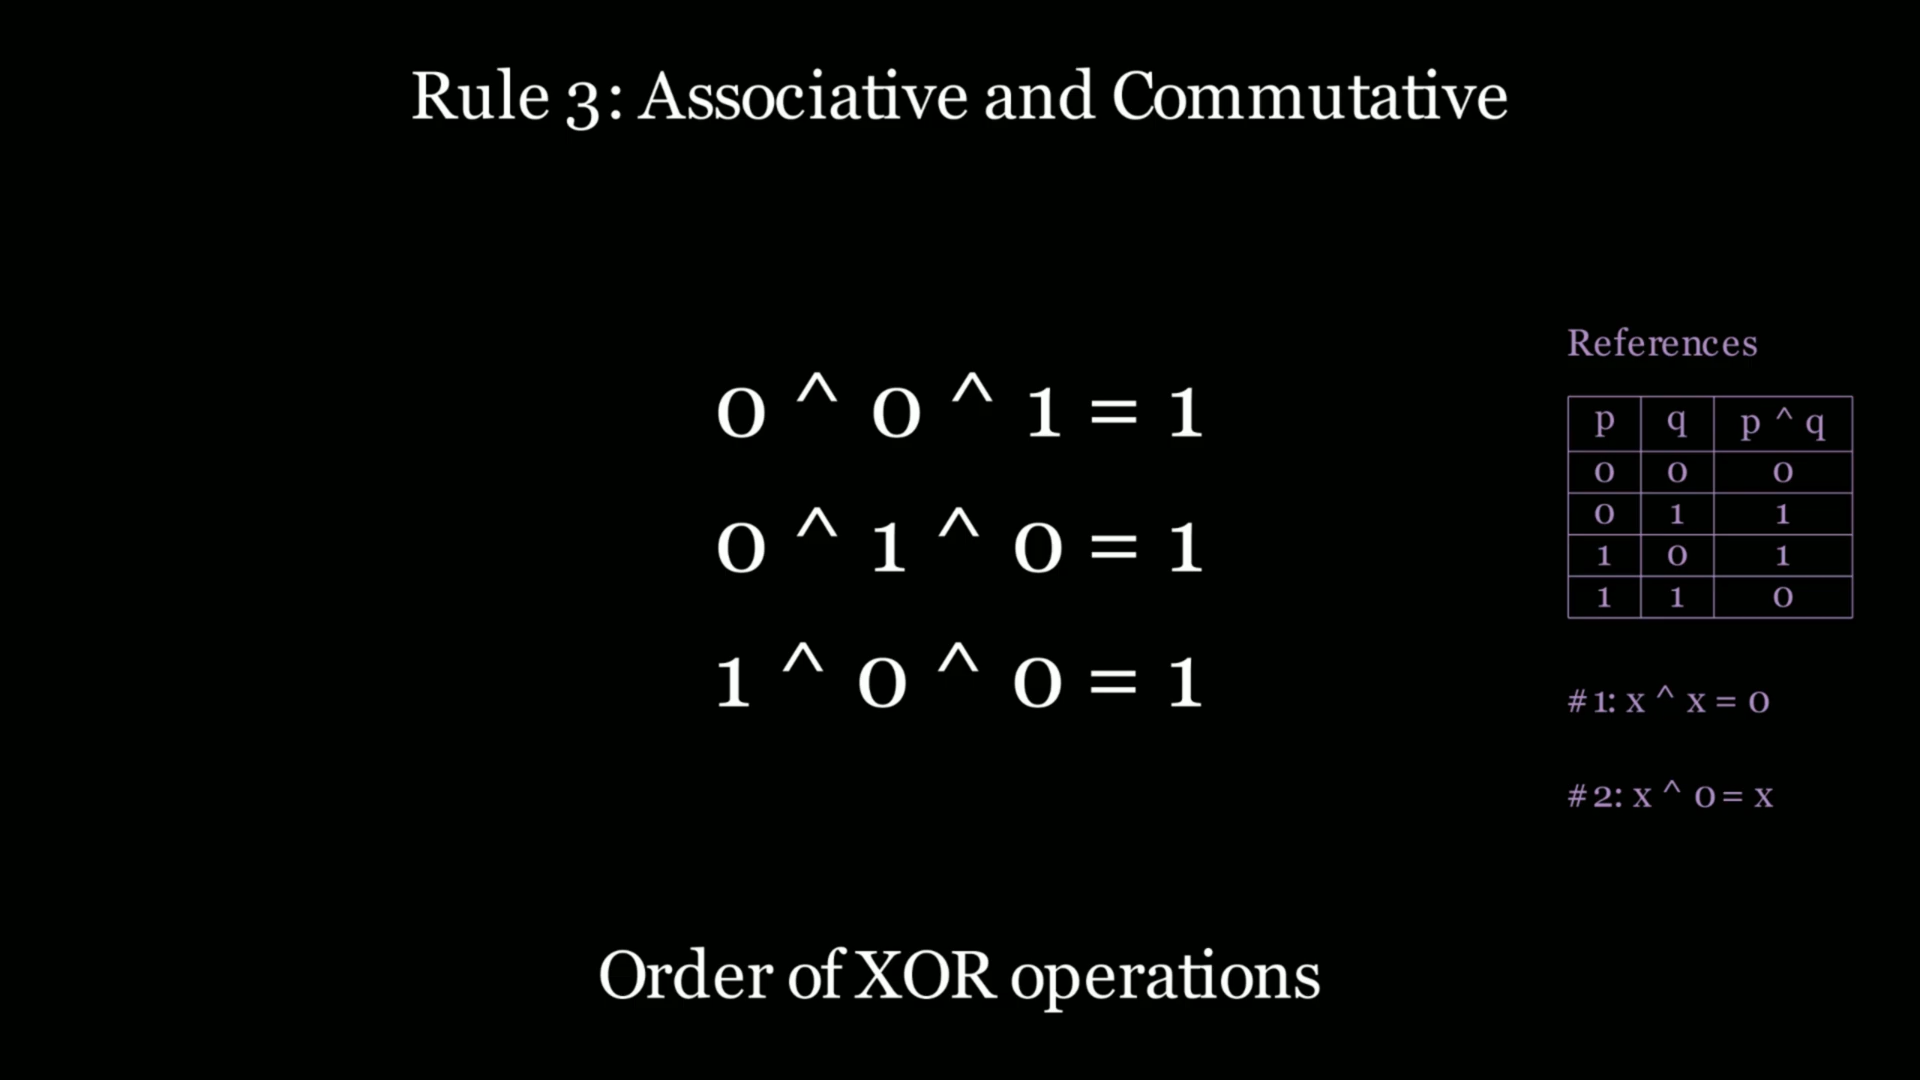 Rule 3: Associative and Commutative
0 ^ 0 ^ 1 = 1
0 ^ 1 ^ 0 = 1
1 ^ 0 ^ 0 = 1
Order of XOR operations
References
p q p ^ q
0 0 0
0 1 1
1 0 1
1 1 0
#1: x ^ x = 0
#2: x ^ 0 = x